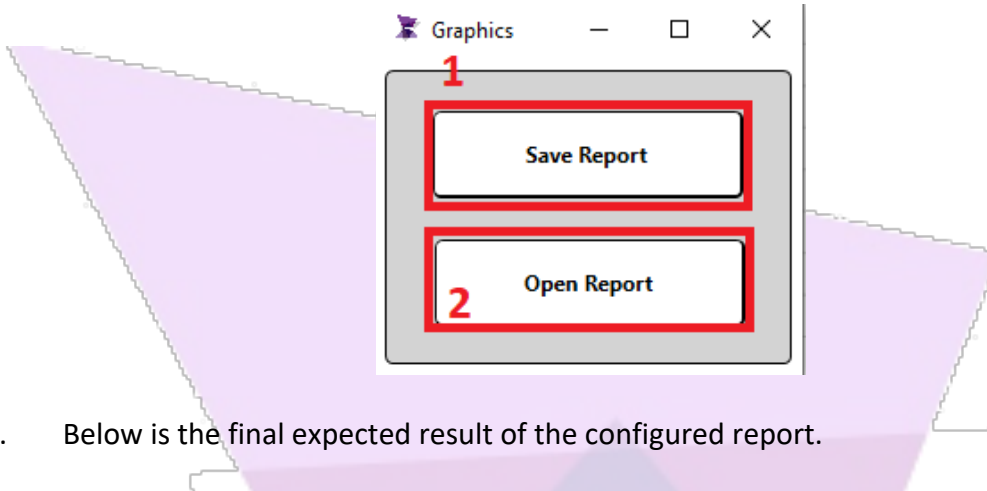 Graphics
1
Save Report
Open Report
2
. Below is the final expected result of the configured report.